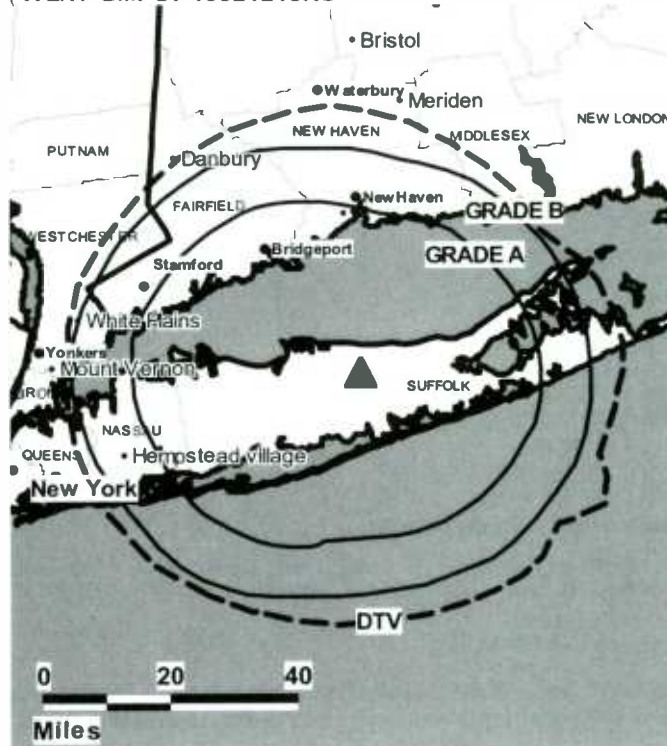 Bristol
Waterbury
Meriden
NEW HAVEN
MIDDLESEX
NEW LONDON
PUTNAM
Danbury
FAIRFIELD
New Haven
GRADE B
WESTCHESTER
Bridgeport
GRADE A
Stamford
White Plains
Yonkers
Mount Vernon
SUFFOLK
NASSAU
QUEENS
Hempstead village
New York
DTV
0 20 40
Miles